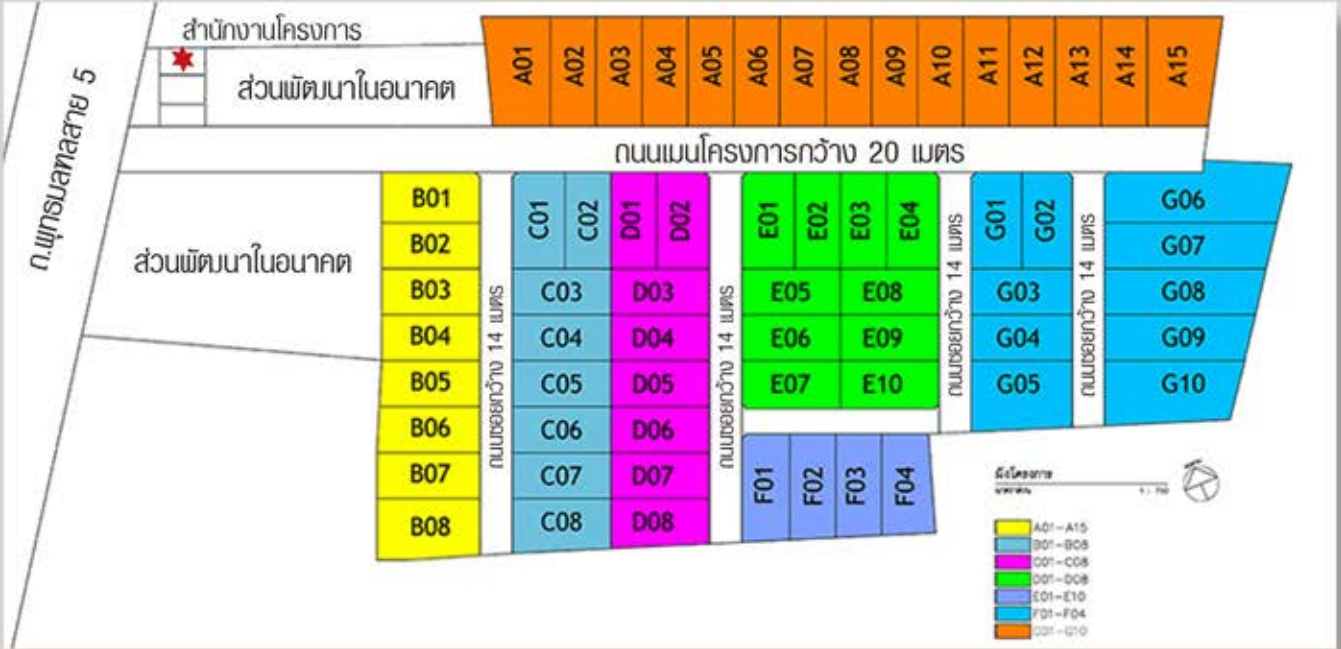 สำนักงานโครงการ
ส่วนพัฒนาในอนาคต
ถ.พุทธมลฑลสาย 5
A01 A02 A03 A04 A05 A06 A07 A08 A09 A10 A11 A12 A13 A14 A15
ถนนเมนโครงการกว้าง 20 เมตร
ส่วนพัฒนาในอนาคต
B01
B02
B03
B04
B05
B06
B07
B08
ถนนซอยกว้าง 14 เมตร
C01 C02
C03
C04
C05
C06
C07
C08
D01 D02
D03
D04
D05
D06
D07
D08
ถนนซอยกว้าง 14 เมตร
E01 E02 E03 E04
E05 E08
E06 E09
E07 E10
F01 F02 F03 F04
ถนนซอยกว้าง 14 เมตร
G01 G02
G03
G04
G05
ถนนซอยกว้าง 14 เมตร
G06
G07
G08
G09
G10
ผังโครงการ
A01-A15
B01-B08
C01-C08
D01-D08
E01-E10
F01-F04
G01-G10